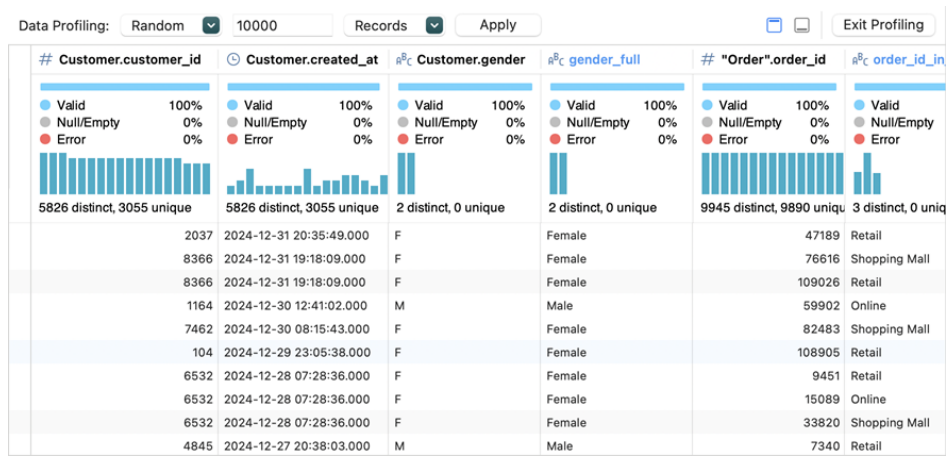 Data Profiling: Random 10000 Records Apply Exit Profiling
# Customer.customer_id Customer.created_at ABC Customer.gender ABC gender_full # "Order".order_id ABC order_id_in_
Valid 100% Valid 100% Valid 100% Valid 100% Valid 100% Valid
Null/Empty 0% Null/Empty 0% Null/Empty 0% Null/Empty 0% Null/Empty 0% Null/Empty
Error 0% Error 0% Error 0% Error 0% Error 0% Error
5826 distinct, 3055 unique 5826 distinct, 3055 unique 2 distinct, 0 unique 2 distinct, 0 unique 9945 distinct, 9890 uniqu 3 distinct, 0 uniq
2037 2024-12-31 20:35:49.000 F Female 47189 Retail
8366 2024-12-31 19:18:09.000 F Female 76616 Shopping Mall
8366 2024-12-31 19:18:09.000 F Female 109026 Retail
1164 2024-12-30 12:41:02.000 M Male 59902 Online
7462 2024-12-30 08:15:43.000 F Female 82483 Shopping Mall
104 2024-12-29 23:05:38.000 F Female 108905 Retail
6532 2024-12-28 07:28:36.000 F Female 9451 Retail
6532 2024-12-28 07:28:36.000 F Female 15089 Online
6532 2024-12-28 07:28:36.000 F Female 33820 Shopping Mall
4845 2024-12-27 20:38:03.000 M Male 7340 Retail